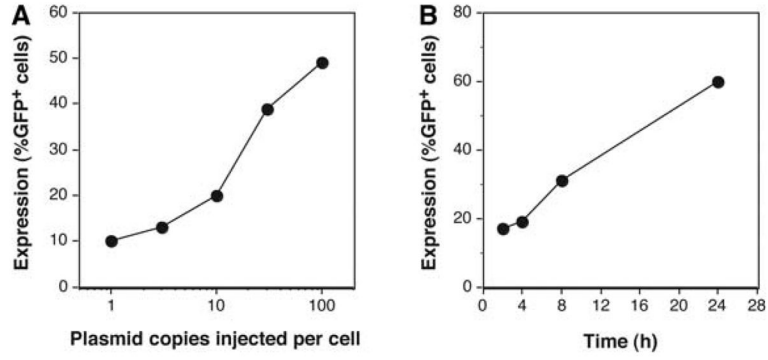 A
Expression (%GFP+ cells)
60
50
40
30
20
10
0
1 10 100
Plasmid copies injected per cell
B
Expression (%GFP+ cells)
80
60
40
20
0
0 4 8 12 16 20 24 28
Time (h)